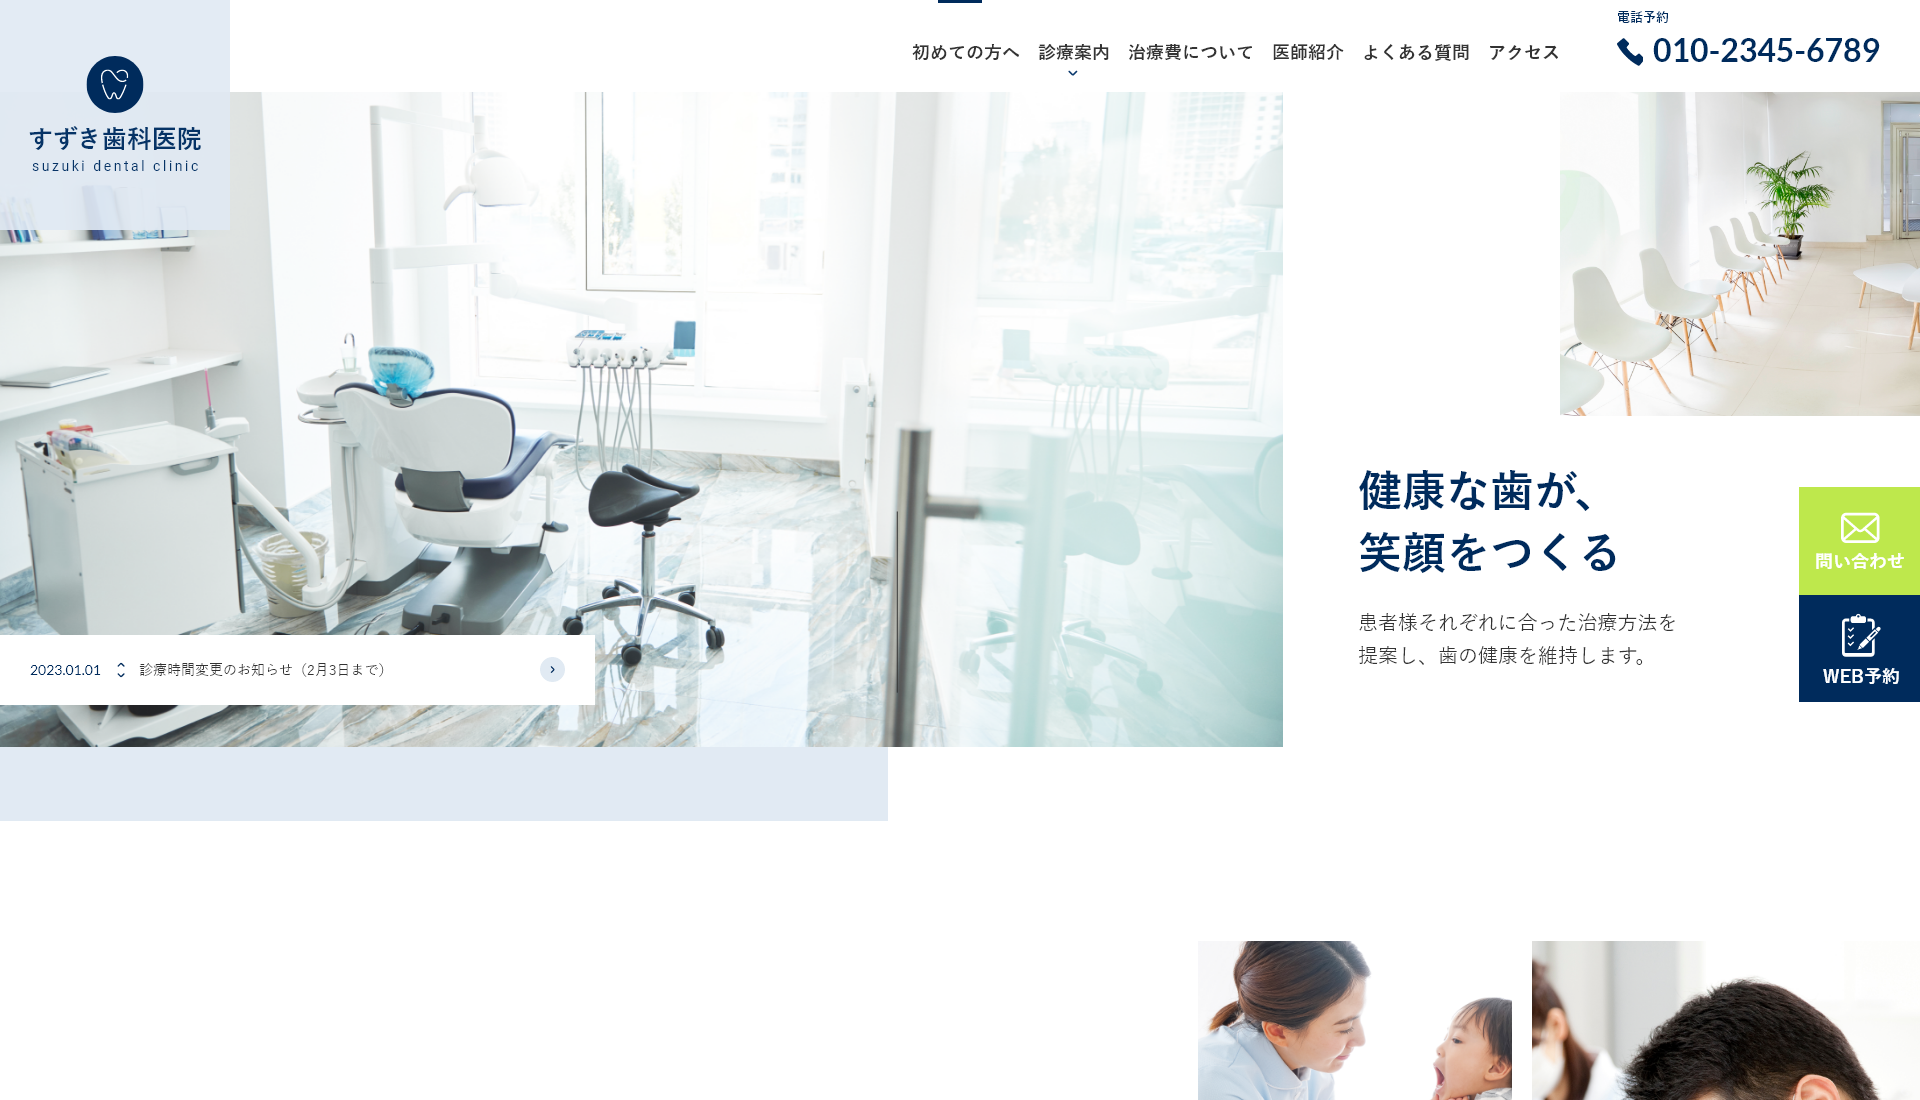 すずき歯科医院
suzuki dental clinic
初めての方へ
診療案内
治療費について
医師紹介
よくある質問
アクセス
電話予約
010-2345-6789
健康な歯が、
笑顔をつくる
患者様それぞれに合った治療方法を
提案し、歯の健康を維持します。
問い合わせ
WEB予約
2023.01.01
診療時間変更のお知らせ（2月3日まで）